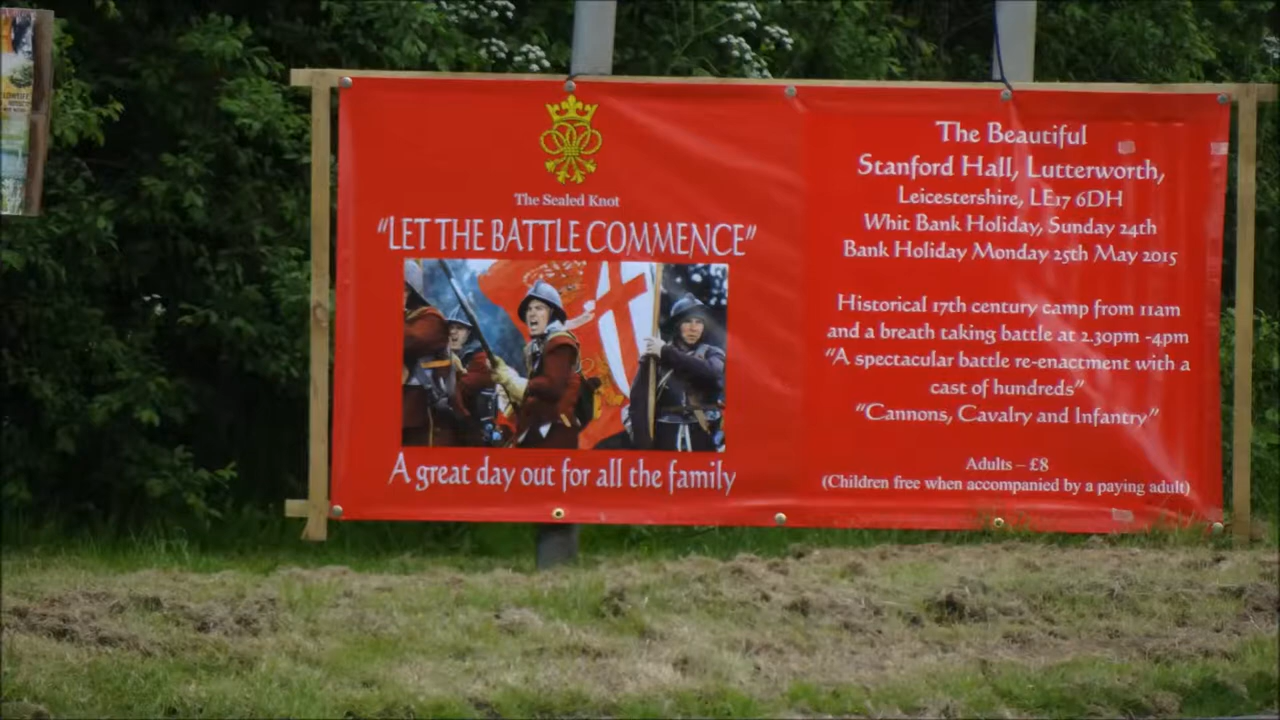 The Sealed Knot
"LET THE BATTLE COMMENCE"
A great day out for all the family
The Beautiful
Stanford Hall, Lutterworth,
Leicestershire, LE17 6DH
Whit Bank Holiday, Sunday 24th
Bank Holiday Monday 25th May 2015
Historical 17th century camp from 11am
and a breath taking battle at 2.30pm -4pm
"A spectacular battle re-enactment with a
cast of hundreds"
"Cannons, Cavalry and Infantry"
Adults – £8
(Children free when accompanied by a paying adult)